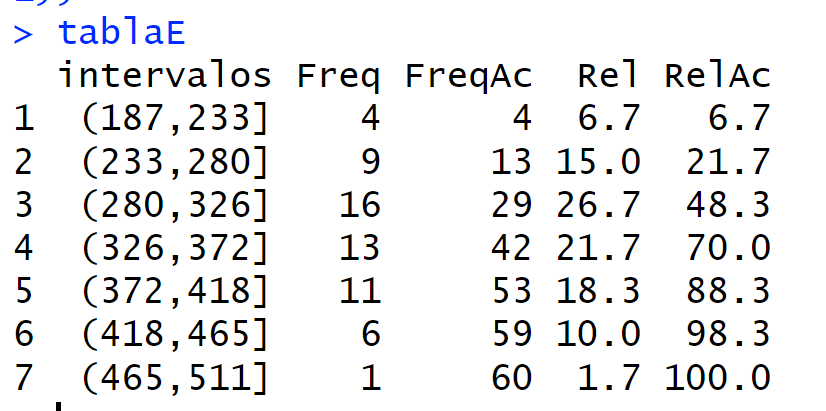 > tablaE
intervalos Freq FreqAc Rel RelAc
1 (187,233] 4 4 6.7 6.7
2 (233,280] 9 13 15.0 21.7
3 (280,326] 16 29 26.7 48.3
4 (326,372] 13 42 21.7 70.0
5 (372,418] 11 53 18.3 88.3
6 (418,465] 6 59 10.0 98.3
7 (465,511] 1 60 1.7 100.0